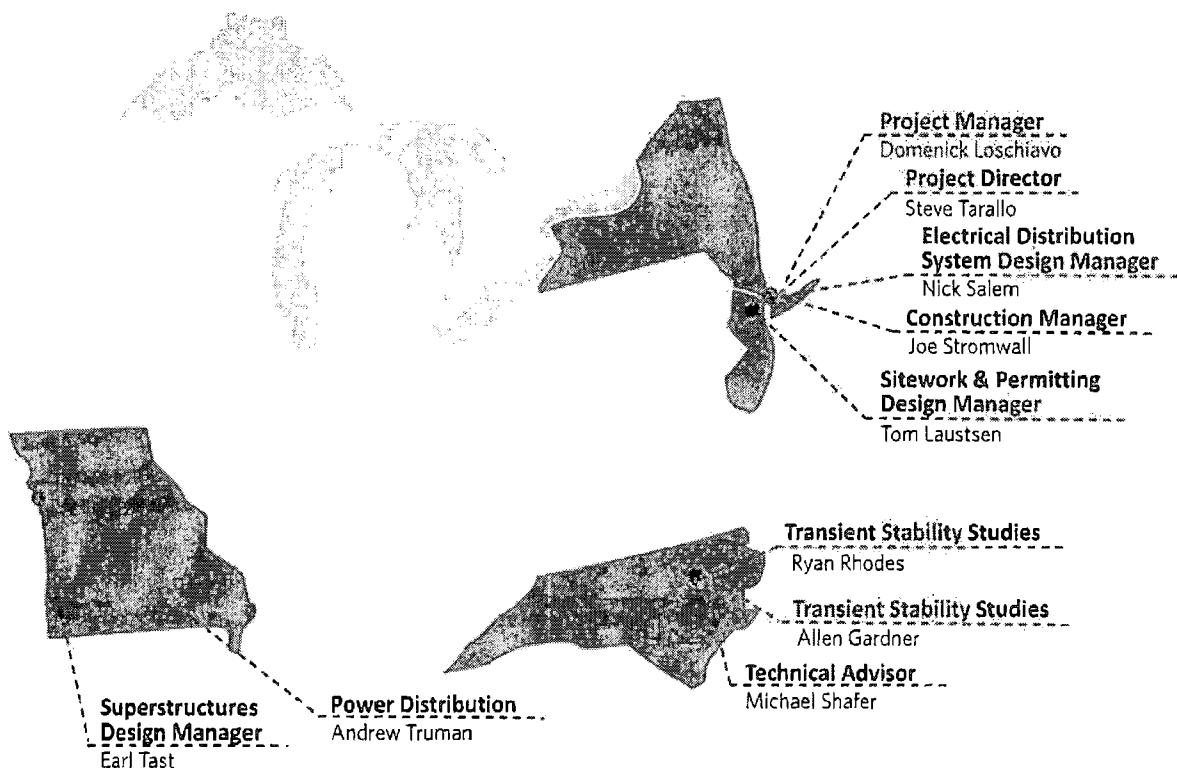 Project Manager
Domenick Loschiavo
Project Director
Steve Tarallo
Electrical Distribution
System Design Manager
Nick Salem
Construction Manager
Joe Stromwall
Sitework & Permitting
Design Manager
Tom Laustsen
Transient Stability Studies
Ryan Rhodes
Transient Stability Studies
Allen Gardner
Technical Advisor
Michael Shafer
Power Distribution
Andrew Truman
Superstructures
Design Manager
Earl Tast